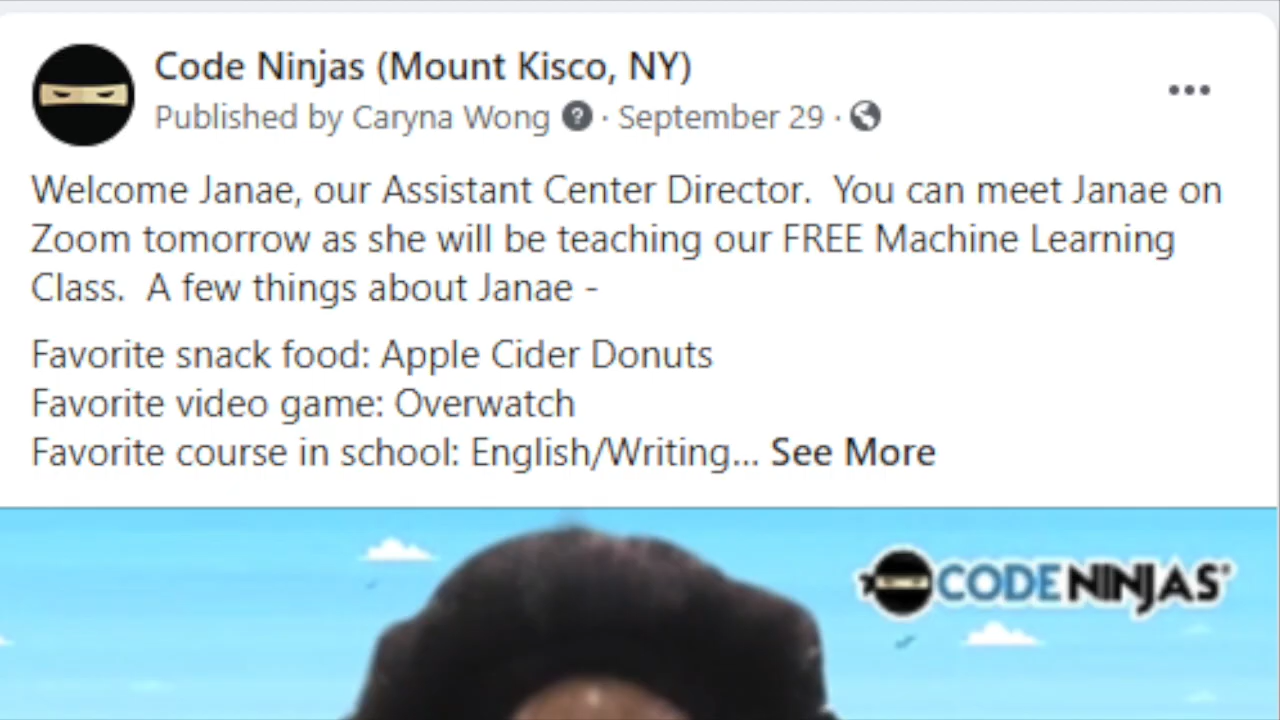 Code Ninjas (Mount Kisco, NY)
Published by Caryna Wong ? · September 29 ·
Welcome Janae, our Assistant Center Director.  You can meet Janae on
Zoom tomorrow as she will be teaching our FREE Machine Learning
Class.  A few things about Janae -
Favorite snack food: Apple Cider Donuts
Favorite video game: Overwatch
Favorite course in school: English/Writing... See More
CODE NINJAS